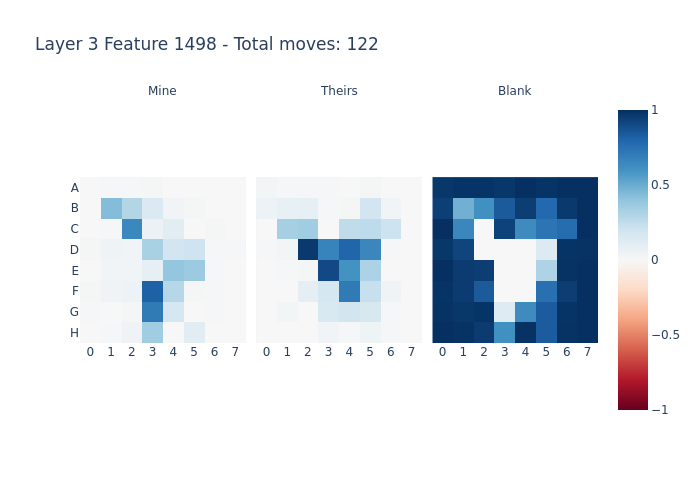 Layer 3 Feature 1498 - Total moves: 122
Mine
Theirs
Blank
A
B
C
D
E
F
G
H
0 1 2 3 4 5 6 7
0 1 2 3 4 5 6 7
0 1 2 3 4 5 6 7
1
0.5
0
−0.5
−1